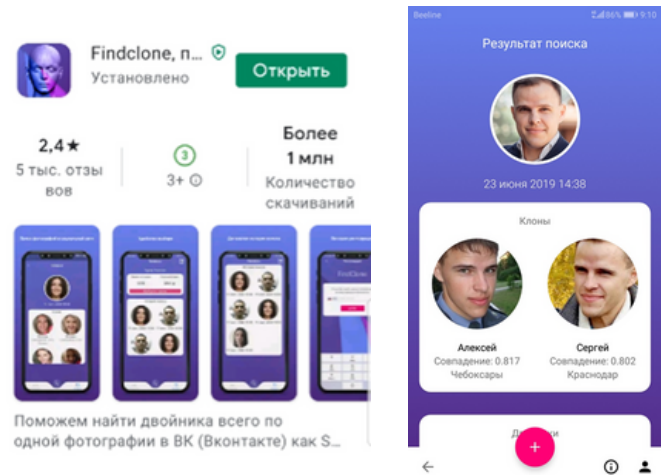 Findclone, п...
Установлено
Открыть
2,4★
5 тыс. отзы
вов
3
3+
Более
1 млн
Количество
скачиваний
FindClone
Поможем найти двойника всего по
одной фотографии в ВК (Вконтакте) как S...
Beeline
86%
9:10
Результат поиска
23 июня 2019 14:38
Клоны
Алексей
Совпадение: 0.817
Чебоксары
Сергей
Совпадение: 0.802
Краснодар
+